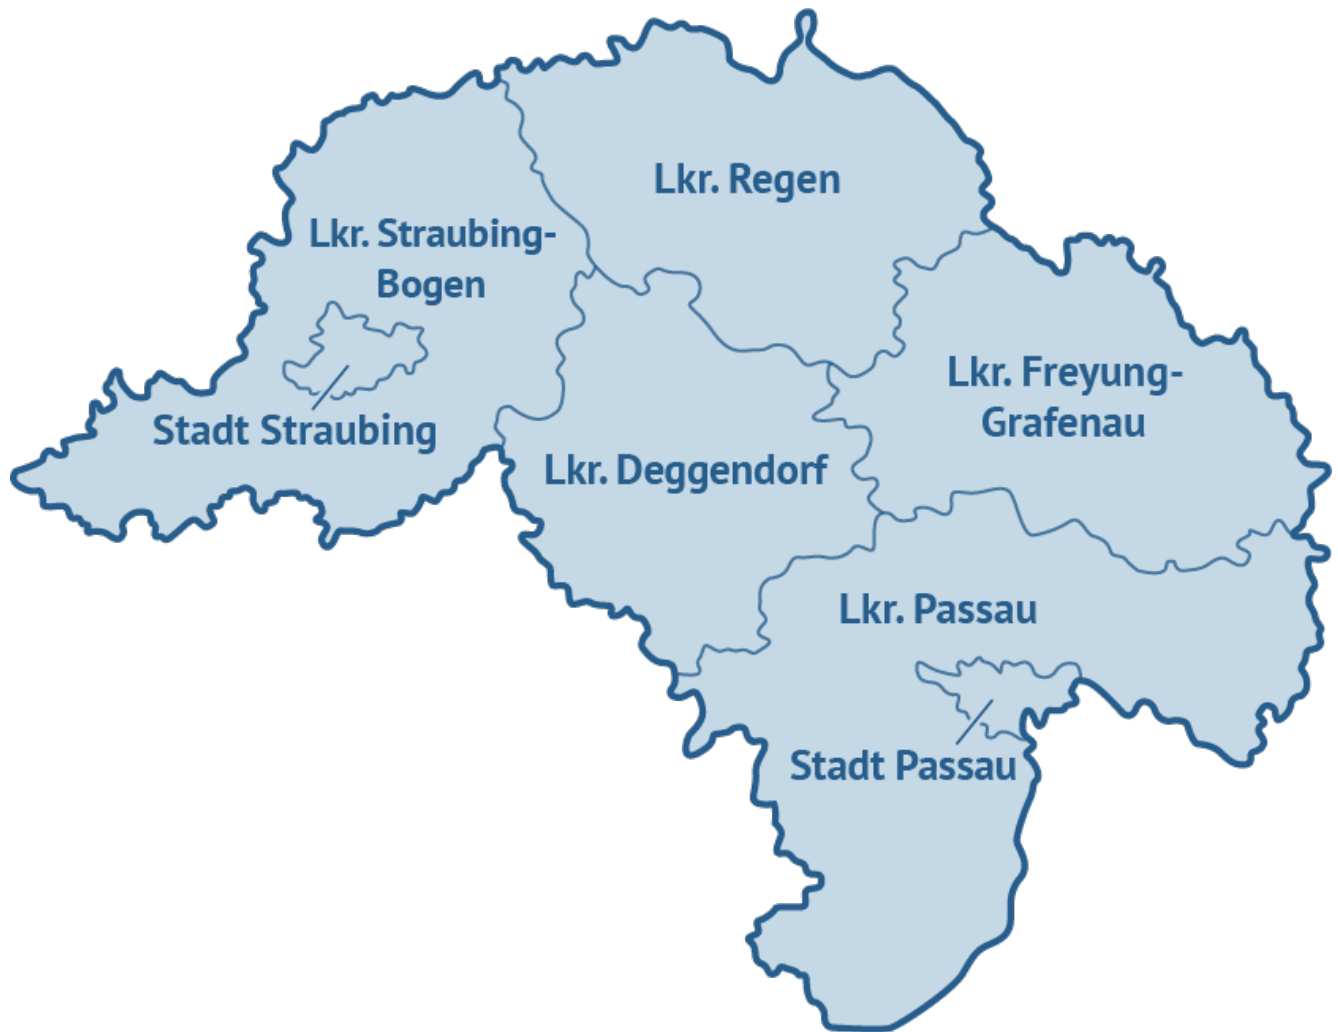 Lkr. Regen
Lkr. Straubing-
Bogen
Lkr. Freyung-
Grafenau
Stadt Straubing
Lkr. Deggendorf
Lkr. Passau
Stadt Passau